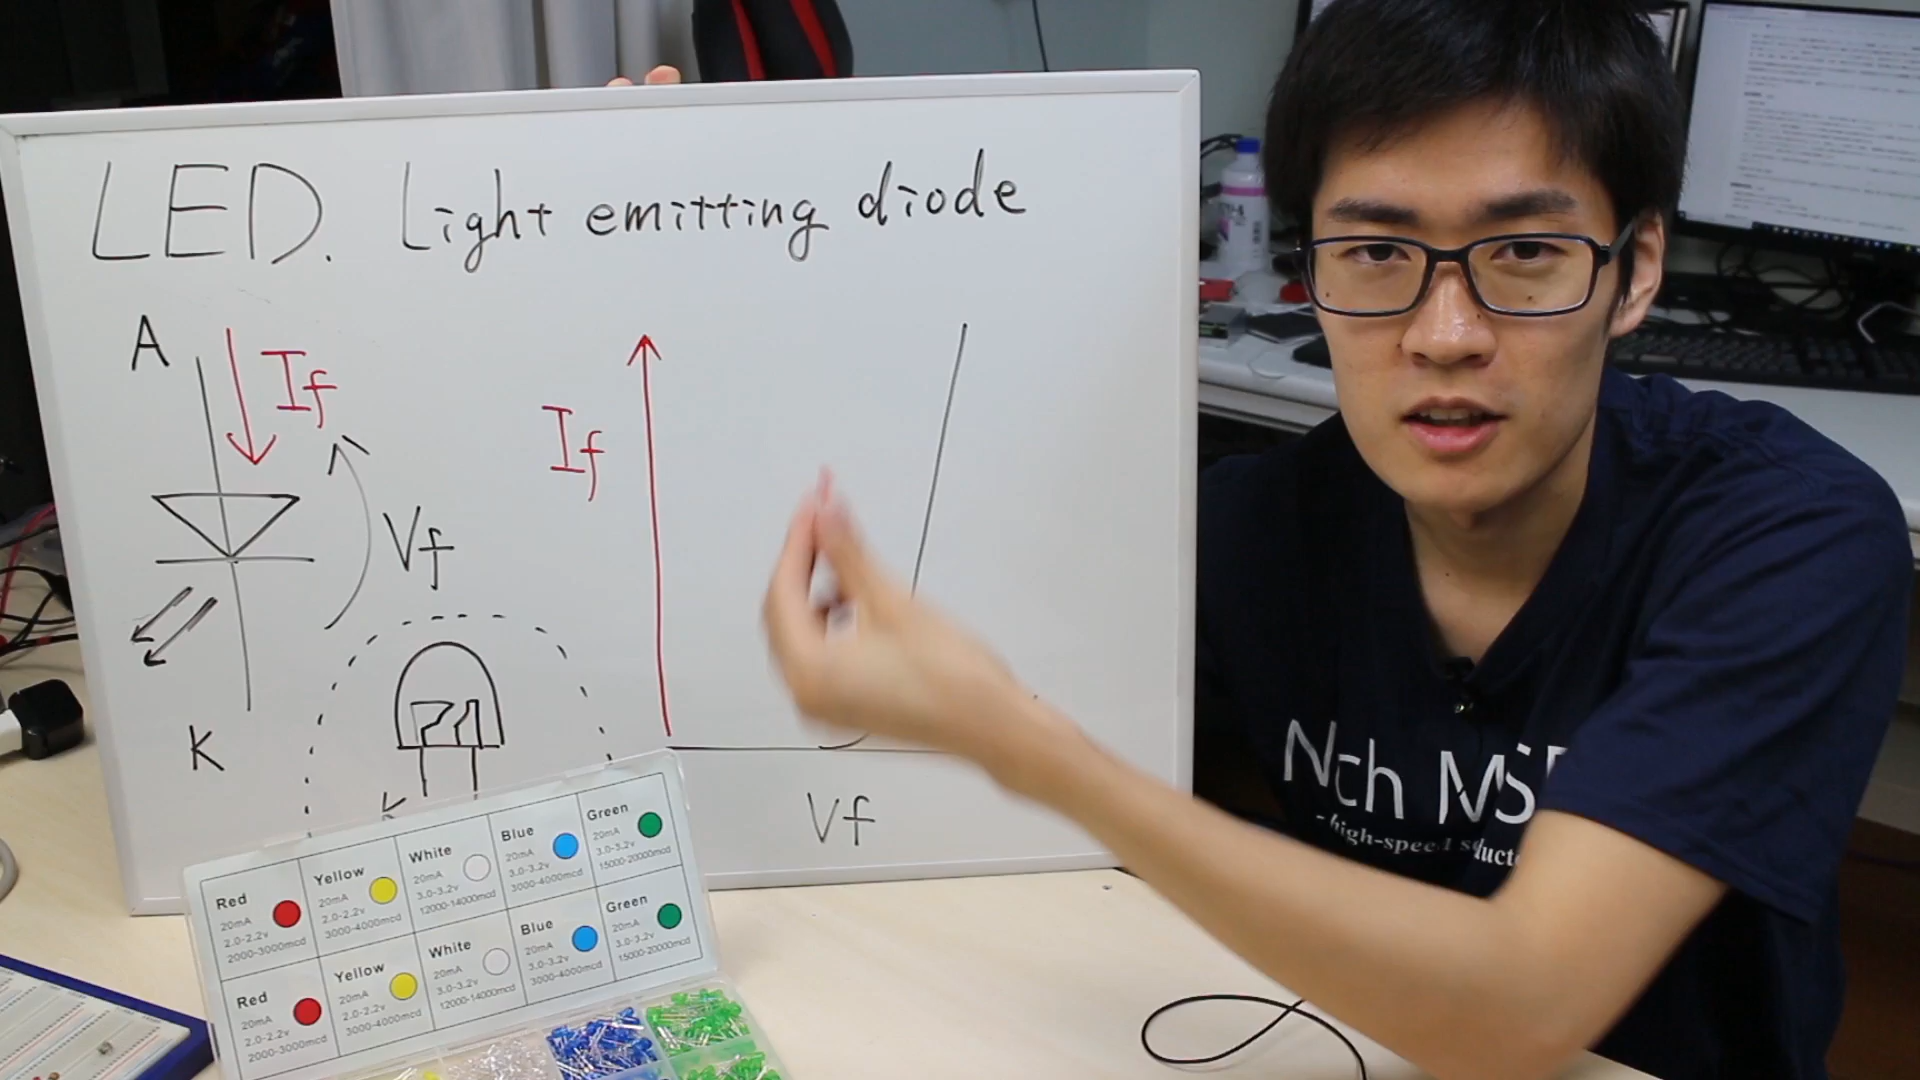 LED. Light emitting diode
A
If
Vf
K
If
Vf
Red
20mA
2.0-2.2v
2000-3000mcd
Yellow
20mA
2.0-2.2v
3000-4000mcd
White
20mA
3.0-3.2v
12000-14000mcd
Blue
20mA
3.0-3.2v
3000-4000mcd
Green
20mA
3.0-3.2v
15000-20000mcd
Red
20mA
2.0-2.2v
2000-3000mcd
Yellow
20mA
2.0-2.2v
3000-4000mcd
White
20mA
3.0-3.2v
12000-14000mcd
Blue
20mA
3.0-3.2v
3000-4000mcd
Green
20mA
3.0-3.2v
15000-20000mcd
Nch
-high-speed